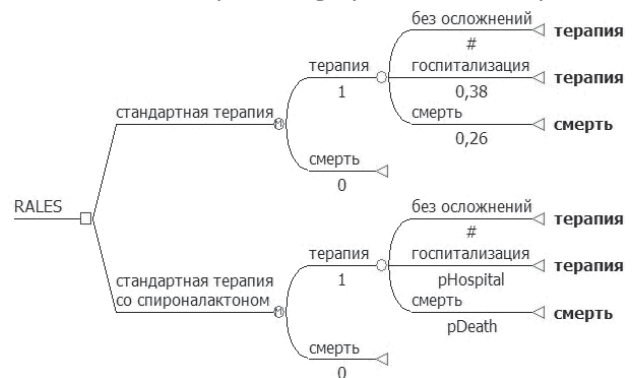 без осложнений
#
терапия
терапия
1
госпитализация
0,38
терапия
стандартная терапия
смерть
0,26
смерть
смерть
0
RALES
без осложнений
#
терапия
терапия
1
госпитализация
pHospital
терапия
стандартная терапия
со спиронолактоном
смерть
pDeath
смерть
смерть
0